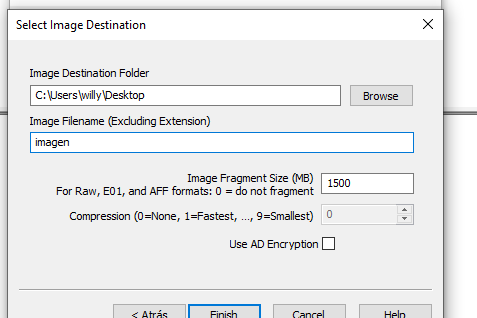 Select Image Destination
Image Destination Folder
C:\Users\willy\Desktop
Browse
Image Filename (Excluding Extension)
imagen
Image Fragment Size (MB)
1500
For Raw, E01, and AFF formats: 0 = do not fragment
Compression (0=None, 1=Fastest, ..., 9=Smallest)
0
Use AD Encryption
< Atrás
Finish
Cancel
Help